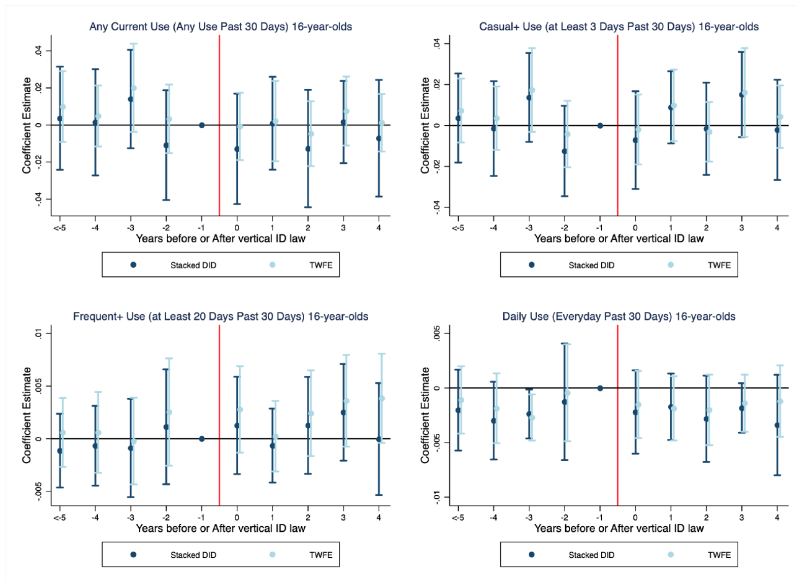 Any Current Use (Any Use Past 30 Days) 16-year-olds
Coefficient Estimate
.04
.02
0
-.02
-.04
<-5 -4 -3 -2 -1 0 1 2 3 4
Years before or After vertical ID law
Stacked DID TWFE
Casual+ Use (at Least 3 Days Past 30 Days) 16-year-olds
Coefficient Estimate
.04
.02
0
-.02
-.04
<-5 -4 -3 -2 -1 0 1 2 3 4
Years before or After vertical ID law
Stacked DID TWFE
Frequent+ Use (at Least 20 Days Past 30 Days) 16-year-olds
Coefficient Estimate
.01
.005
0
-.005
<-5 -4 -3 -2 -1 0 1 2 3 4
Years before or After vertical ID law
Stacked DID TWFE
Daily Use (Everyday Past 30 Days) 16-year-olds
Coefficient Estimate
.005
0
-.005
-.01
<-5 -4 -3 -2 -1 0 1 2 3 4
Years before or After vertical ID law
Stacked DID TWFE